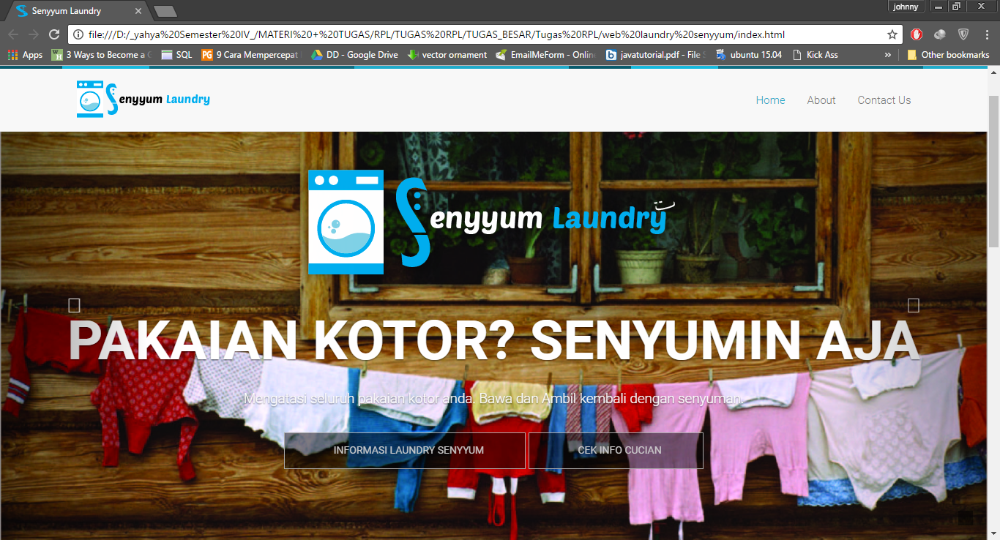 Senyyum Laundry
johnny
file:///D:/_yahya%20Semester%20IV_/MATERI%20+%20TUGAS/RPL/TUGAS%20RPL/TUGAS_BESAR/Tugas%20RPL/web%20laundry%20senyyum/index.html
Apps 3 Ways to Become a C SQL 9 Cara Mempercepat DD - Google Drive vector ornament EmailMeForm - Online javatutorial.pdf - File S ubuntu 15.04 Kick Ass » Other bookmarks
Senyyum Laundry
Home About Contact Us
Senyyum Laundry
PAKAIAN KOTOR? SENYUMIN AJA
Mengatasi seluruh pakaian kotor anda. Bawa dan Ambil kembali dengan senyuman.
INFORMASI LAUNDRY SENYYUM CEK INFO CUCIAN